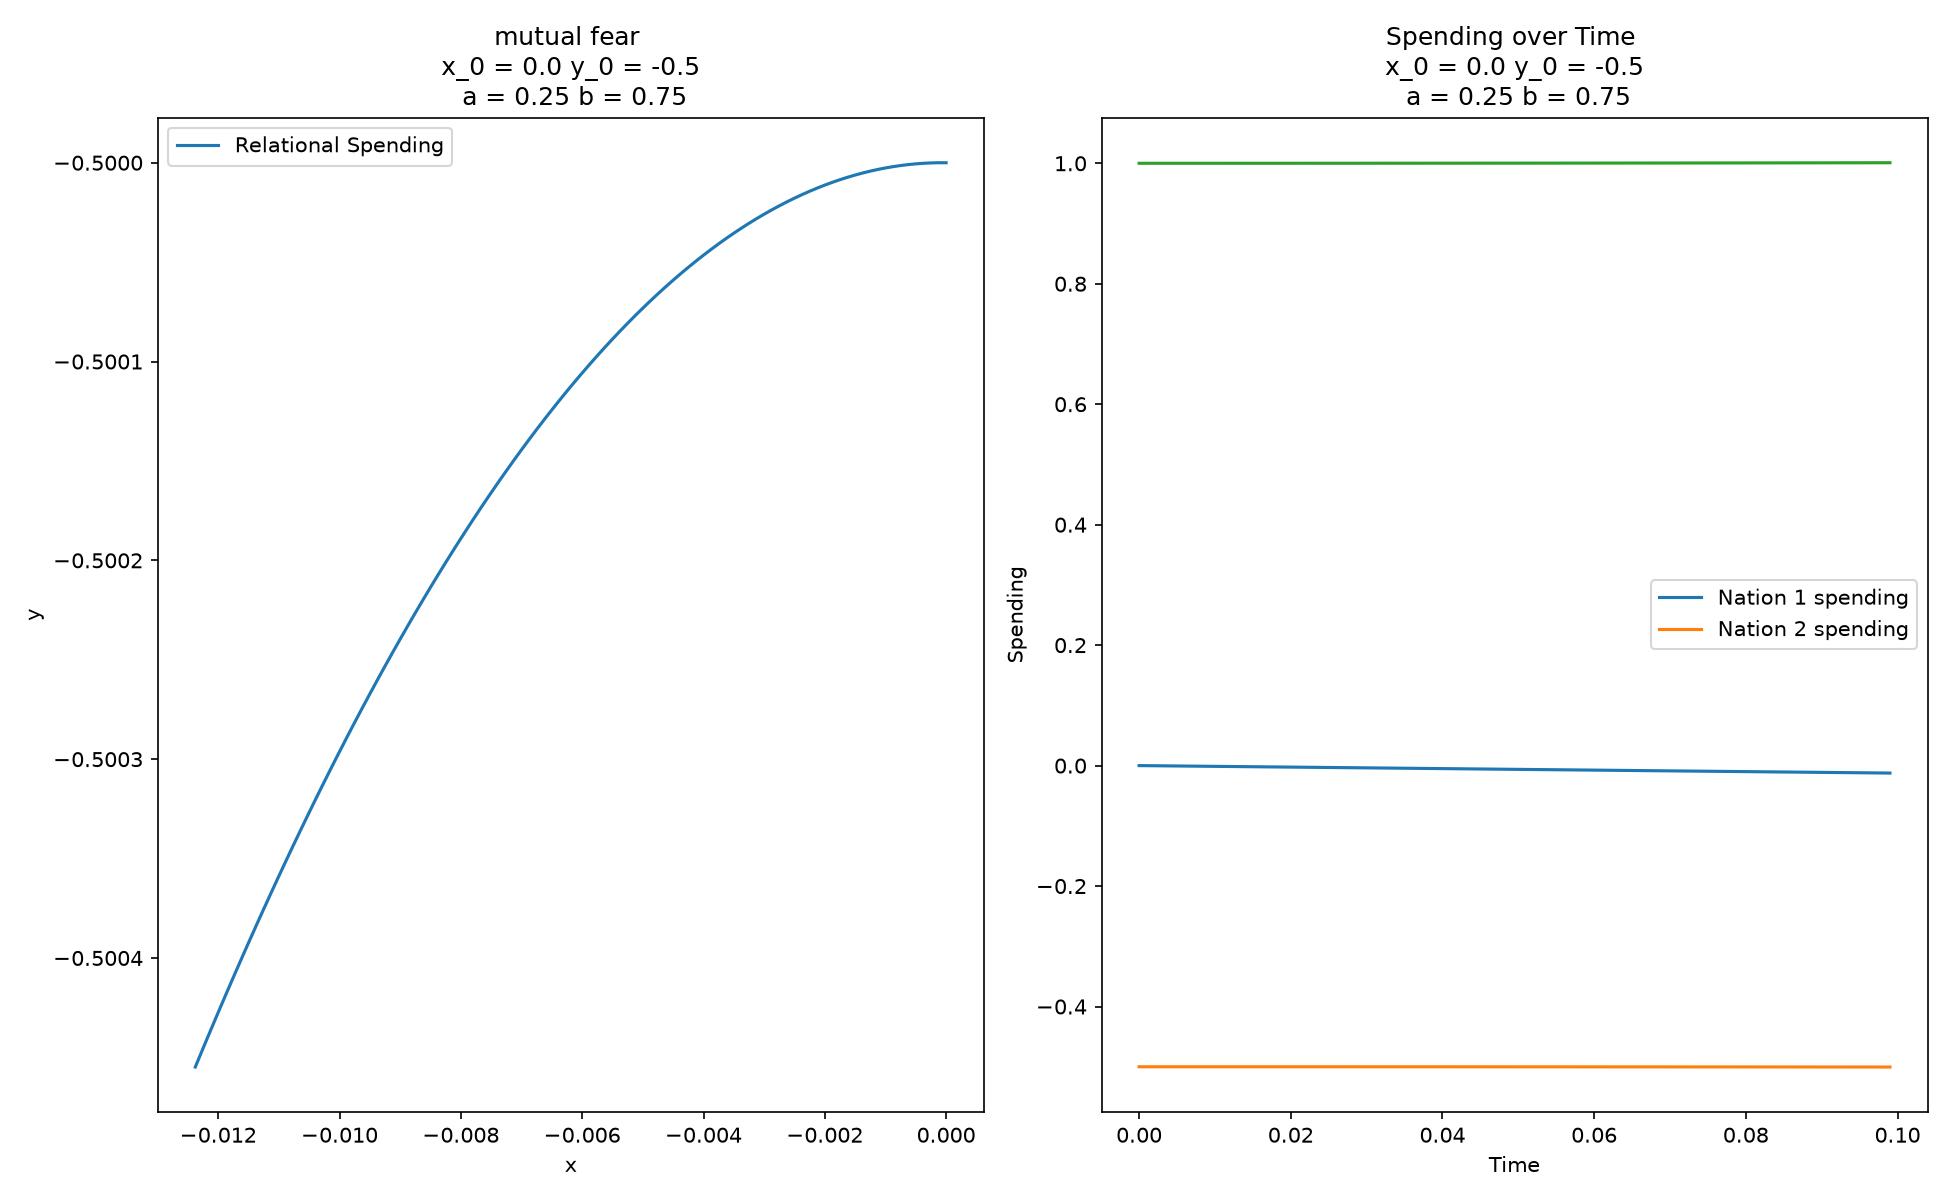 mutual fear
x_0 = 0.0 y_0 = -0.5
a = 0.25 b = 0.75
Relational Spending
−0.5000
−0.5001
−0.5002
−0.5003
−0.5004
y
−0.012
−0.010
−0.008
−0.006
−0.004
−0.002
0.000
x
Spending over Time
x_0 = 0.0 y_0 = -0.5
a = 0.25 b = 0.75
1.0
0.8
0.6
0.4
0.2
0.0
−0.2
−0.4
Spending
Nation 1 spending
Nation 2 spending
0.00
0.02
0.04
0.06
0.08
0.10
Time